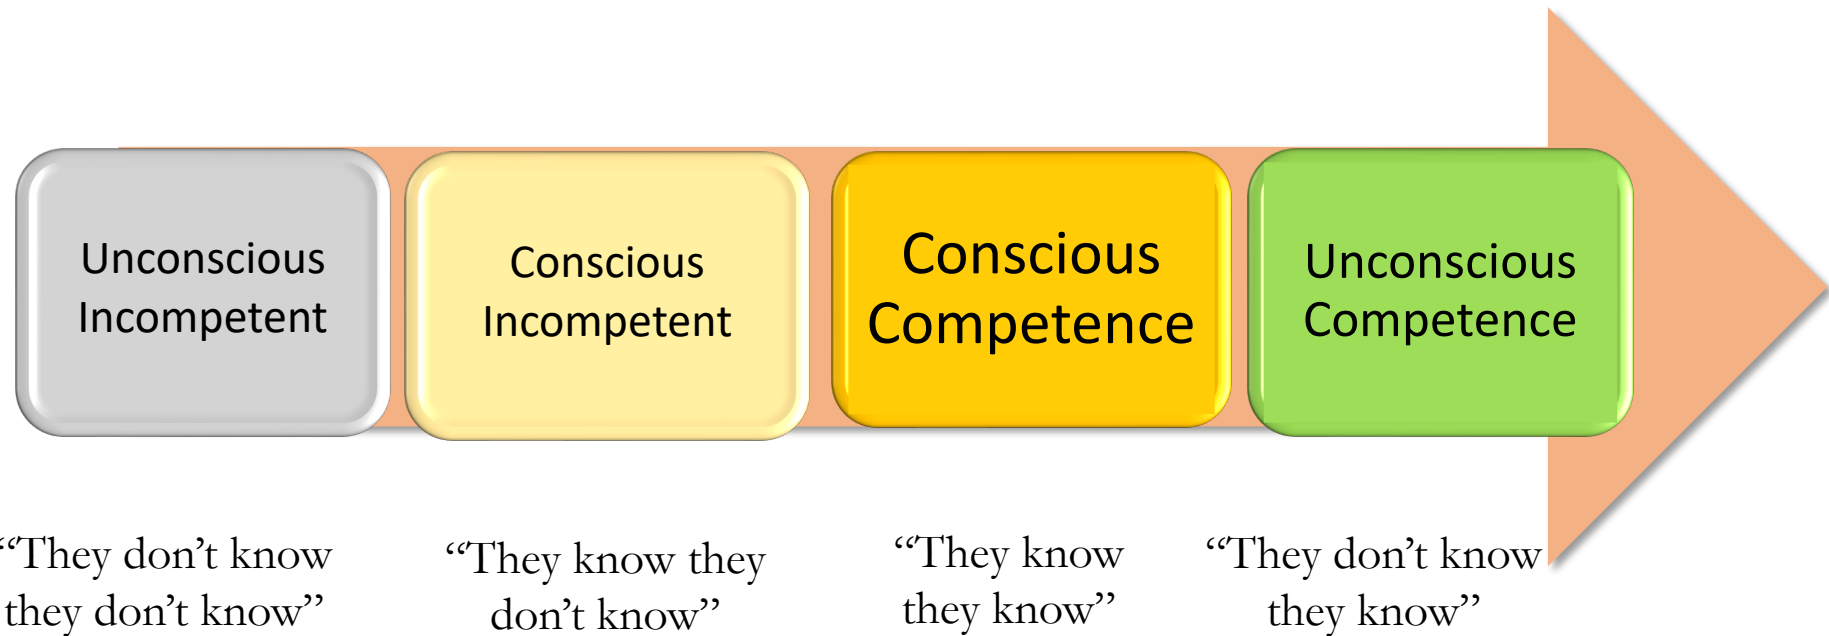 Unconscious
Incompetent
Conscious
Incompetent
Conscious
Competence
Unconscious
Competence
“They don’t know
they don’t know”
“They know they
don’t know”
“They know
they know”
“They don’t know
they know”